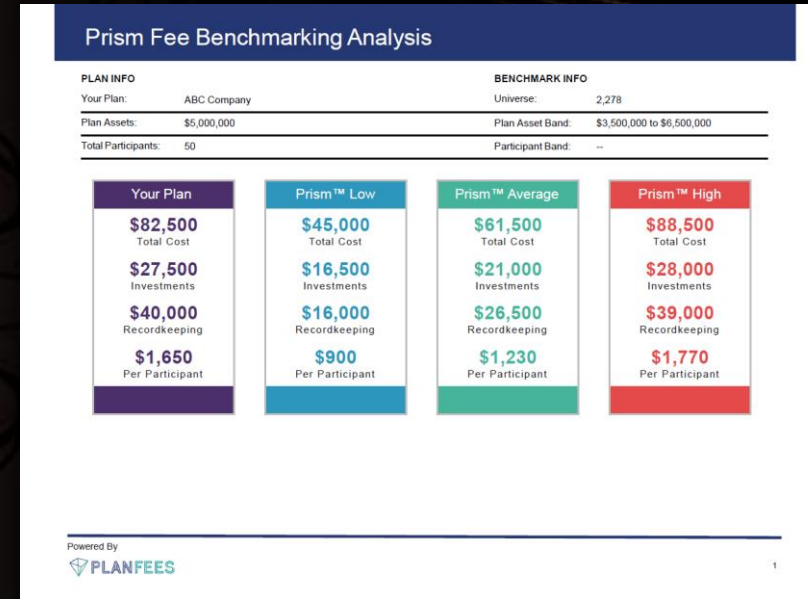 Prism Fee Benchmarking Analysis
PLAN INFO
Your Plan: ABC Company
Plan Assets: $5,000,000
Total Participants: 50
BENCHMARK INFO
Universe: 2,278
Plan Asset Band: $3,500,000 to $6,500,000
Participant Band: --
Your Plan
$82,500
Total Cost
$27,500
Investments
$40,000
Recordkeeping
$1,650
Per Participant
Prism™ Low
$45,000
Total Cost
$16,500
Investments
$16,000
Recordkeeping
$900
Per Participant
Prism™ Average
$61,500
Total Cost
$21,000
Investments
$26,500
Recordkeeping
$1,230
Per Participant
Prism™ High
$88,500
Total Cost
$28,000
Investments
$39,000
Recordkeeping
$1,770
Per Participant
Powered By
PLANFEES
1